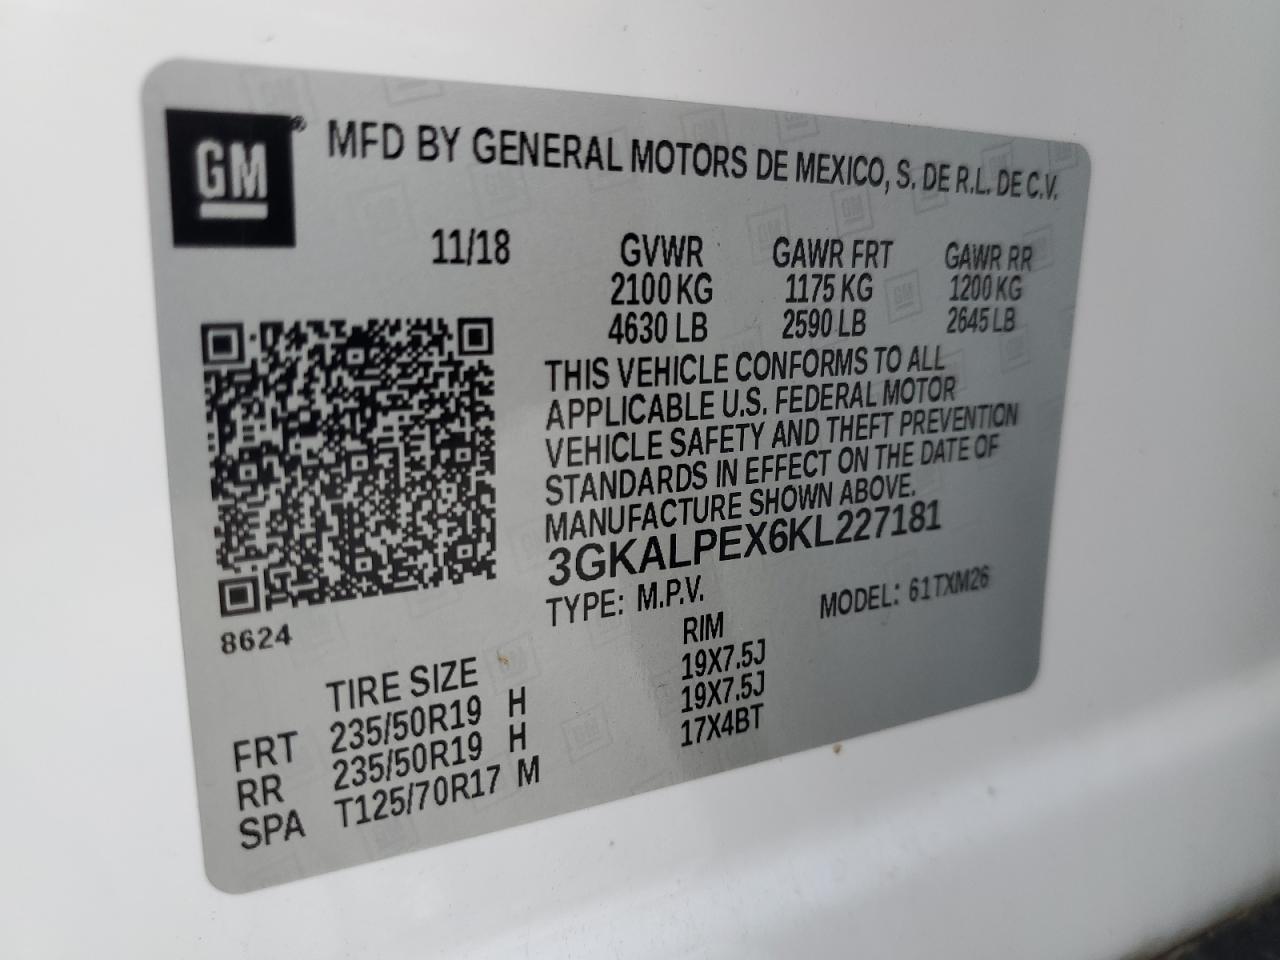 GM® MFD BY GENERAL MOTORS DE MEXICO, S. DE R.L. DE C.V.
11/18 GVWR GAWR FRT GAWR RR
2100 KG 1175 KG 1200 KG
4630 LB 2590 LB 2645 LB
THIS VEHICLE CONFORMS TO ALL
APPLICABLE U.S. FEDERAL MOTOR
VEHICLE SAFETY AND THEFT PREVENTION
STANDARDS IN EFFECT ON THE DATE OF
MANUFACTURE SHOWN ABOVE.
3GKALPEX6KL227181
TYPE: M.P.V. MODEL: 61TXM26
8624
TIRE SIZE RIM
FRT 235/50R19 H 19X7.5J
RR 235/50R19 H 19X7.5J
SPA T125/70R17 M 17X4BT